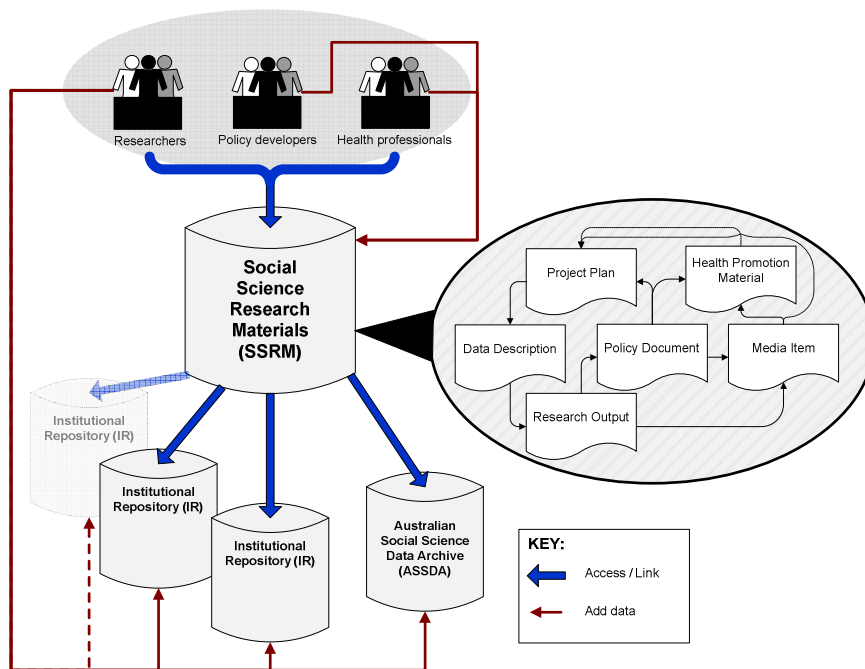 Researchers
Policy developers
Health professionals
Social
Science
Research
Materials
(SSRM)
Project Plan
Health Promotion
Material
Data Description
Policy Document
Media Item
Research Output
Institutional
Repository (IR)
Institutional
Repository (IR)
Institutional
Repository (IR)
Australian
Social Science
Data Archive
(ASSDA)
KEY:
Access / Link
Add data